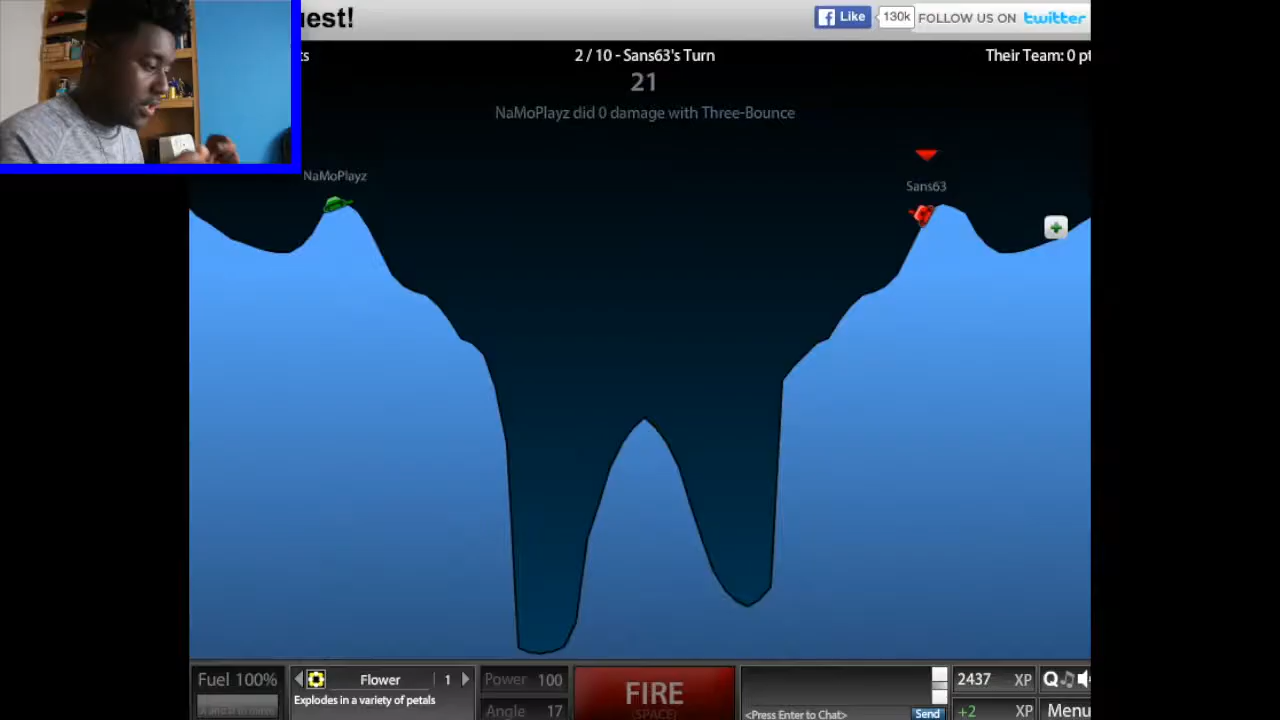 uest!
Like
130k
FOLLOW US ON twitter
ts
2 / 10 - Sans63's Turn
Their Team: 0 pt
21
NaMoPlayz did 0 damage with Three-Bounce
NaMoPlayz
Sans63
Fuel 100%
Flower 1
Explodes in a variety of petals
Power 100
Angle 17
FIRE
(SPACE)
<Press Enter to Chat>
Send
2437 XP
+2 XP
Menu